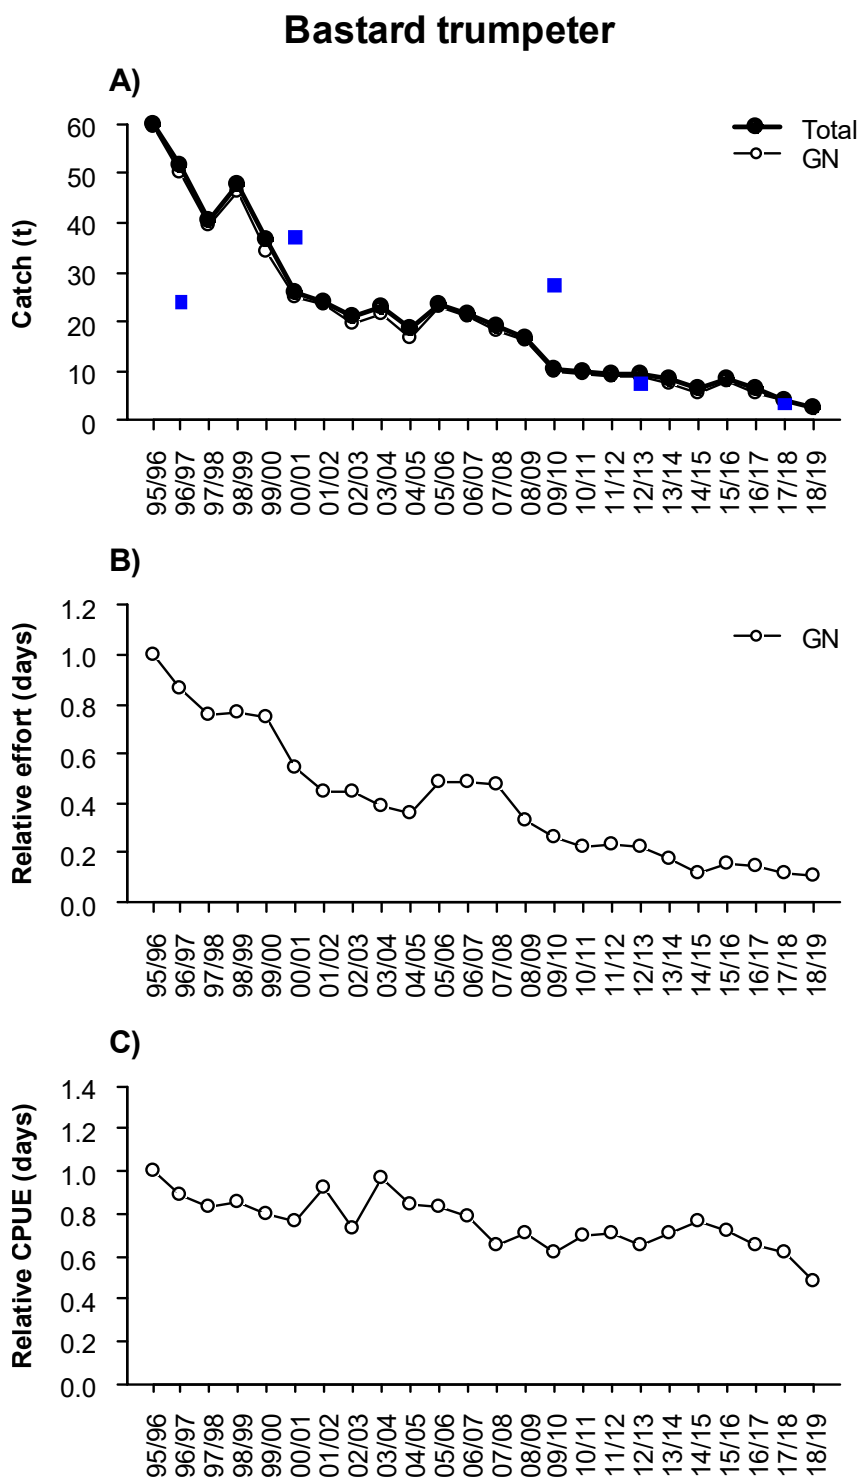 Bastard trumpeter
A)
Catch (t)
60
50
40
30
20
10
0
Total
GN
95/96 96/97 97/98 98/99 99/00 00/01 01/02 02/03 03/04 04/05 05/06 06/07 07/08 08/09 09/10 10/11 11/12 12/13 13/14 14/15 15/16 16/17 17/18 18/19
B)
Relative effort (days)
1.2
1.0
0.8
0.6
0.4
0.2
0.0
GN
95/96 96/97 97/98 98/99 99/00 00/01 01/02 02/03 03/04 04/05 05/06 06/07 07/08 08/09 09/10 10/11 11/12 12/13 13/14 14/15 15/16 16/17 17/18 18/19
C)
Relative CPUE (days)
1.4
1.2
1.0
0.8
0.6
0.4
0.2
0.0
95/96 96/97 97/98 98/99 99/00 00/01 01/02 02/03 03/04 04/05 05/06 06/07 07/08 08/09 09/10 10/11 11/12 12/13 13/14 14/15 15/16 16/17 17/18 18/19